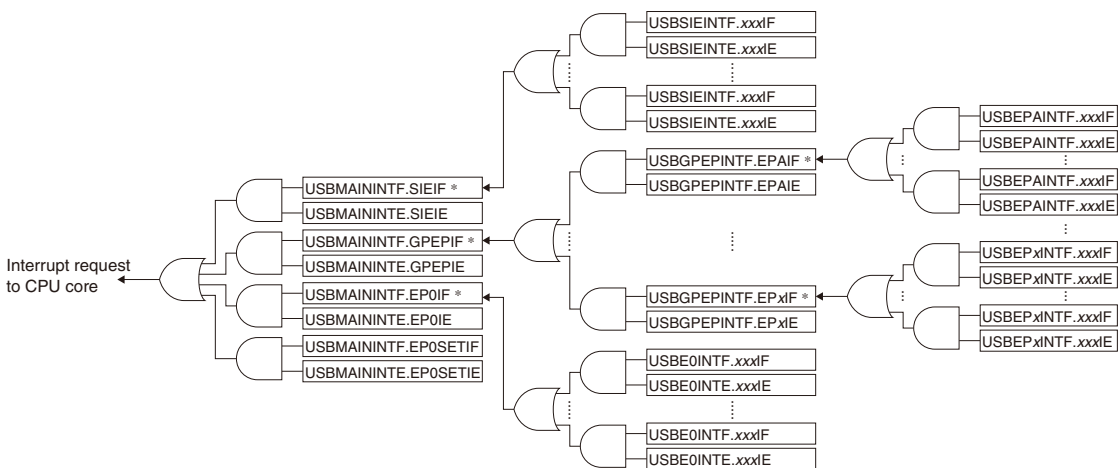 Interrupt request
to CPU core
USBMAININTF.SIEIF *
USBMAININTE.SIEIE
USBMAININTF.GPEPIF *
USBMAININTE.GPEPIE
USBMAININTF.EP0IF *
USBMAININTE.EP0IE
USBMAININTF.EP0SETIF
USBMAININTE.EP0SETIE
USBSIEINTF.xxxIF
USBSIEINTE.xxxIE
USBSIEINTF.xxxIF
USBSIEINTE.xxxIE
USBGPEPINTF.EPAIF *
USBGPEPINTF.EPAIE
USBGPEPINTF.EPxIF *
USBGPEPINTF.EPxIE
USBE0INTF.xxxIF
USBE0INTE.xxxIE
USBE0INTF.xxxIF
USBE0INTE.xxxIE
USBEPAINTF.xxxIF
USBEPAINTE.xxxIE
USBEPAINTF.xxxIF
USBEPAINTE.xxxIE
USBEPxINTF.xxxIF
USBEPxINTF.xxxIE
USBEPxINTF.xxxIF
USBEPxINTF.xxxIE